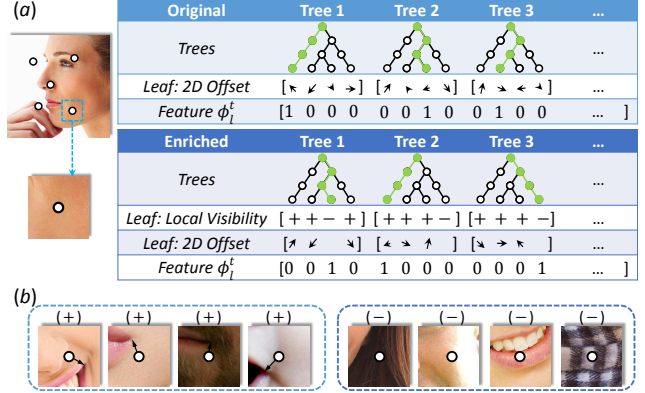 (a)
Original Tree 1 Tree 2 Tree 3 ...
Trees ...
Leaf: 2D Offset [ ] [ ] [ ] ...
Feature ϕ_l^t [1 0 0 0 0 0 1 0 0 1 0 0 ... ]
Enriched Tree 1 Tree 2 Tree 3 ...
Trees ...
Leaf: Local Visibility [+ + − +] [+ + + −] [+ + + −] ...
Leaf: 2D Offset [ ] [ ] [ ] ...
Feature ϕ_l^t [0 0 1 0 1 0 0 0 0 0 0 1 ... ]
(b)
(+) (+) (+) (+) (−) (−) (−) (−)